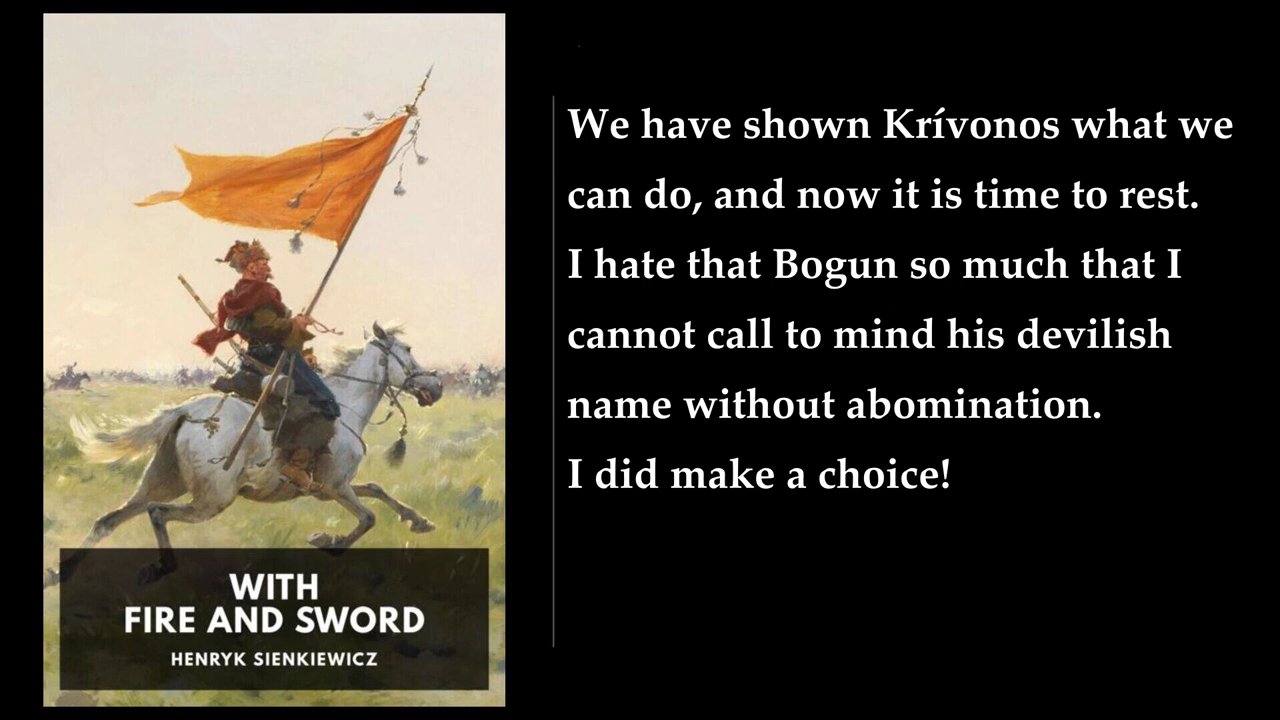 WITH
FIRE AND SWORD
HENRYK SIENKIEWICZ
We have shown Krívonos what we
can do, and now it is time to rest.
I hate that Bogun so much that I
cannot call to mind his devilish
name without abomination.
I did make a choice!